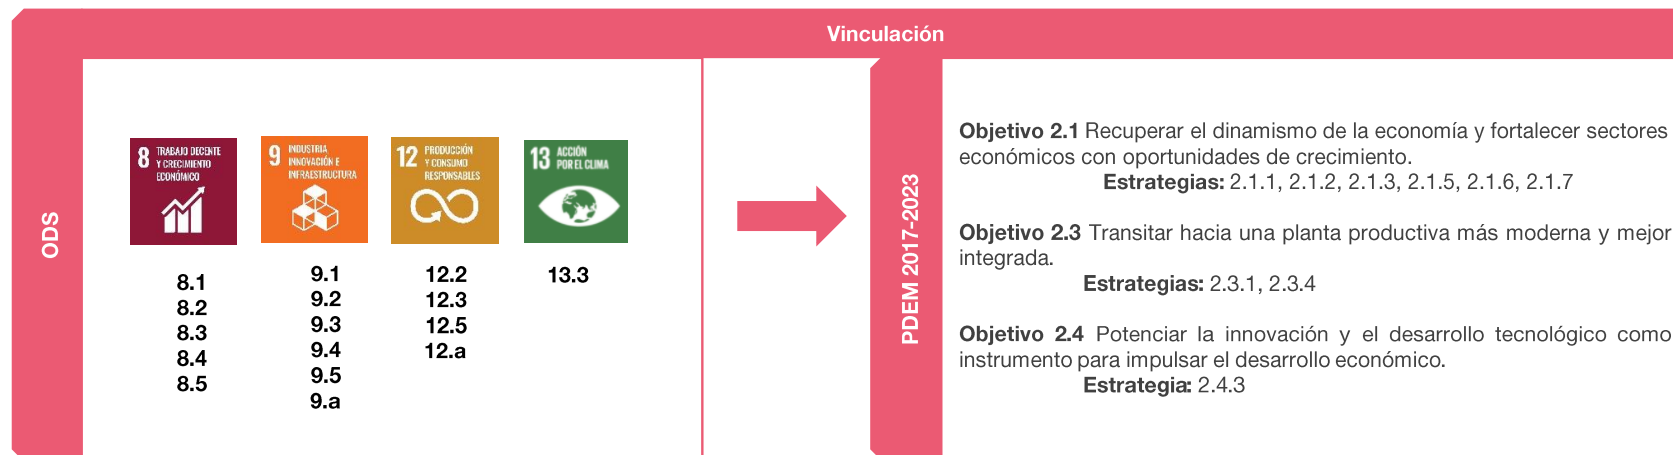 Vinculación
ODS
8 TRABAJO DECENTE
Y CRECIMIENTO
ECONÓMICO
8.1
8.2
8.3
8.4
8.5
9 INDUSTRIA
INNOVACIÓN E
INFRAESTRUCTURA
9.1
9.2
9.3
9.4
9.5
9.a
12 PRODUCCIÓN
Y CONSUMO
RESPONSABLES
12.2
12.3
12.5
12.a
13 ACCIÓN
POR EL CLIMA
13.3
PDEM 2017-2023
Objetivo 2.1 Recuperar el dinamismo de la economía y fortalecer sectores
económicos con oportunidades de crecimiento.
Estrategias: 2.1.1, 2.1.2, 2.1.3, 2.1.5, 2.1.6, 2.1.7
Objetivo 2.3 Transitar hacia una planta productiva más moderna y mejor
integrada.
Estrategias: 2.3.1, 2.3.4
Objetivo 2.4 Potenciar la innovación y el desarrollo tecnológico como
instrumento para impulsar el desarrollo económico.
Estrategia: 2.4.3